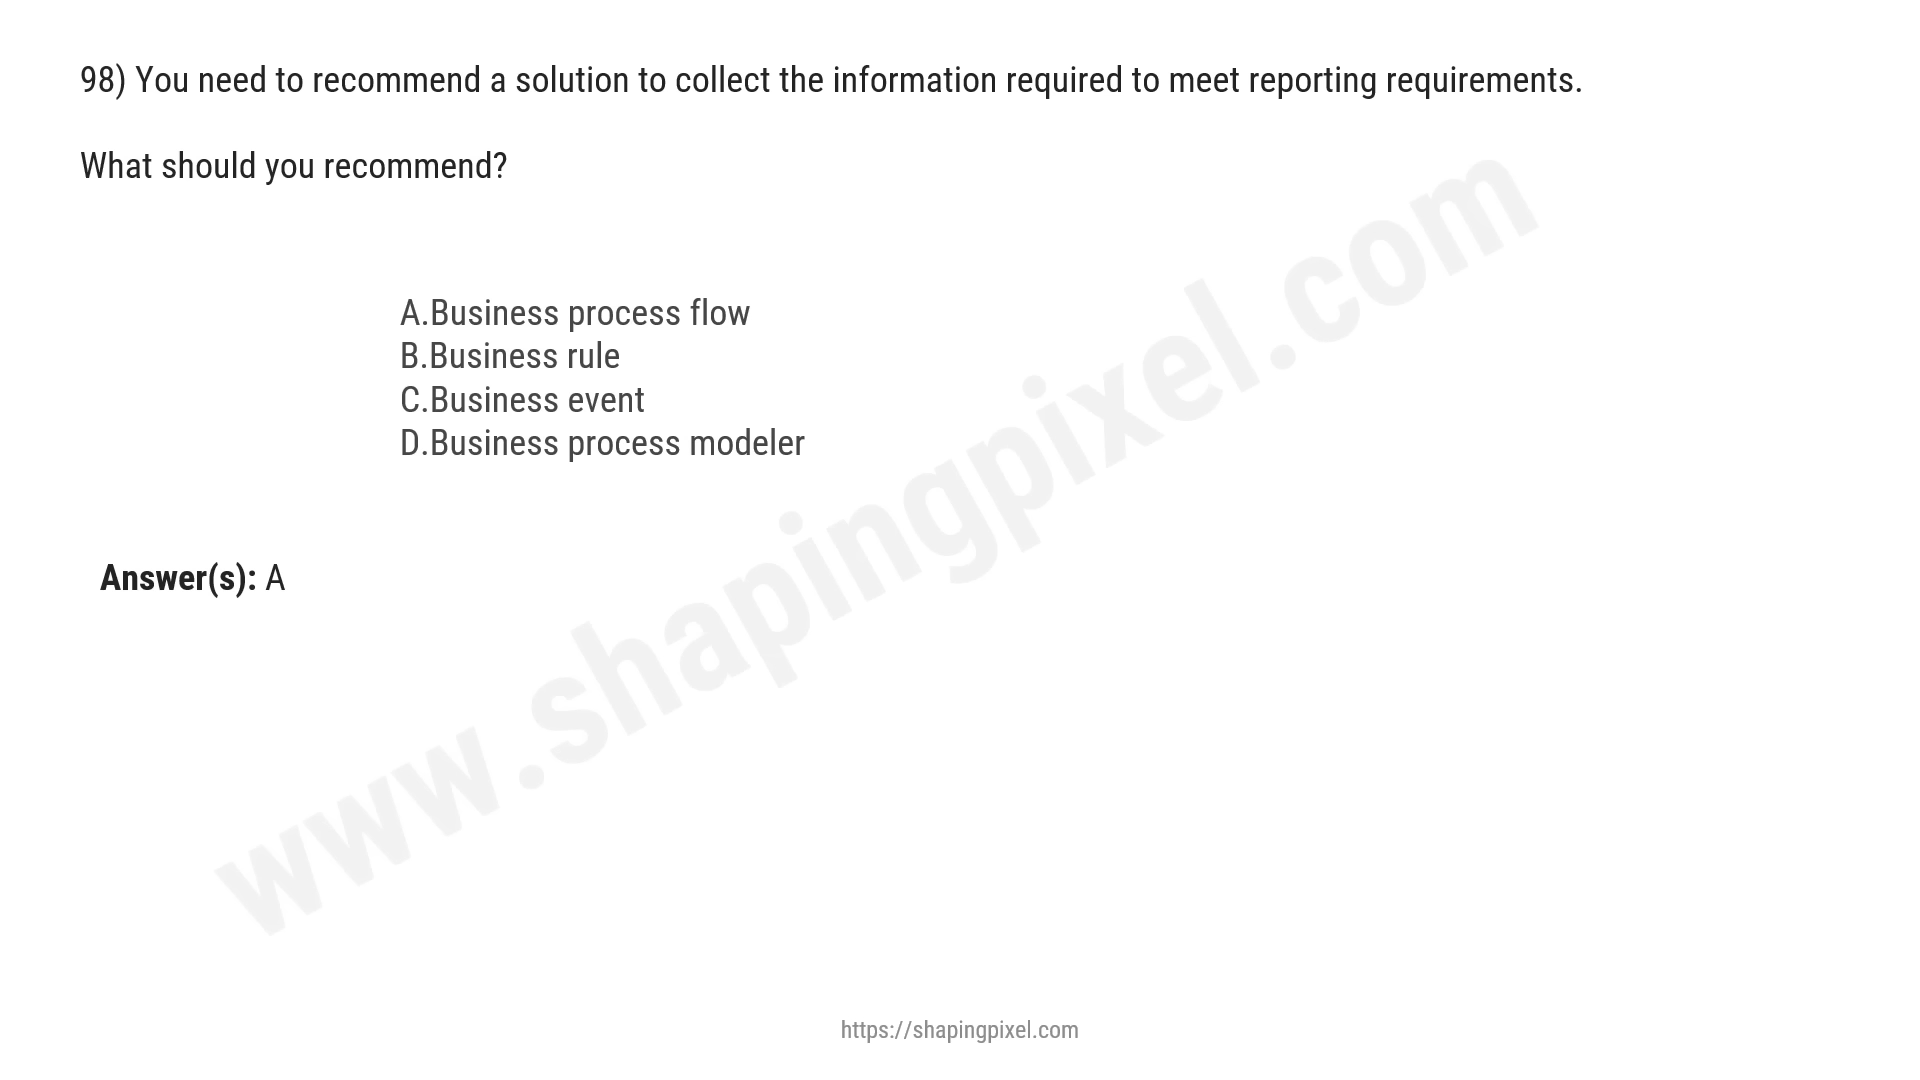 98) You need to recommend a solution to collect the information required to meet reporting requirements.
What should you recommend?
A.Business process flow
B.Business rule
C.Business event
D.Business process modeler
Answer(s): A
www.shapingpixel.com
https://shapingpixel.com